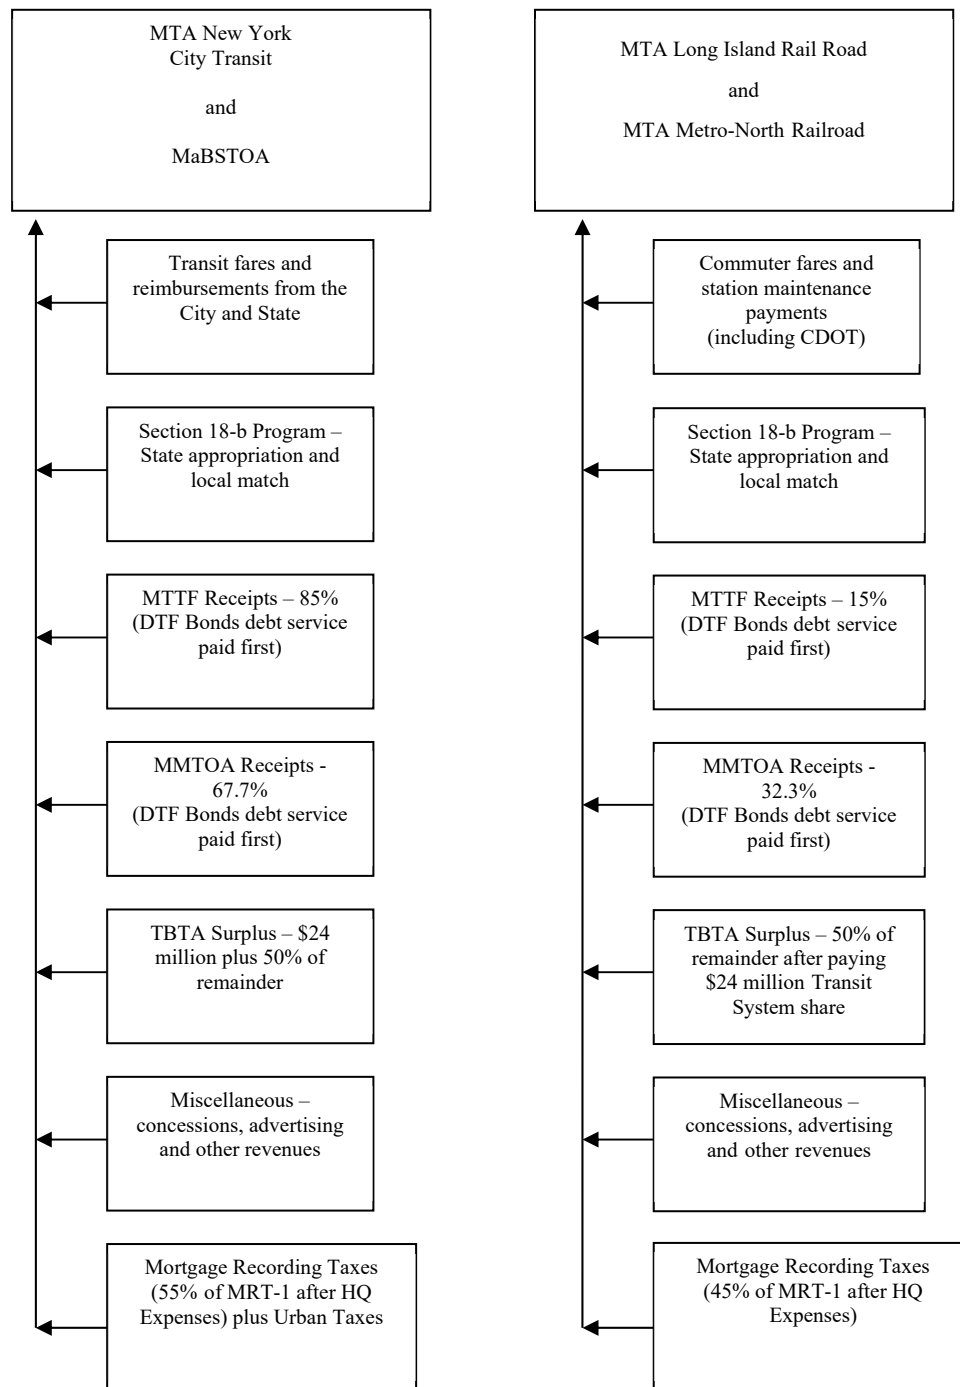 MTA New York
City Transit
and
MaBSTOA
MTA Long Island Rail Road
and
MTA Metro-North Railroad
Transit fares and
reimbursements from the
City and State
Commuter fares and
station maintenance
payments
(including CDOT)
Section 18-b Program –
State appropriation and
local match
Section 18-b Program –
State appropriation and
local match
MTTF Receipts – 85%
(DTF Bonds debt service
paid first)
MTTF Receipts – 15%
(DTF Bonds debt service
paid first)
MMTOA Receipts -
67.7%
(DTF Bonds debt service
paid first)
MMTOA Receipts -
32.3%
(DTF Bonds debt service
paid first)
TBTA Surplus – $24
million plus 50% of
remainder
TBTA Surplus – 50% of
remainder after paying
$24 million Transit
System share
Miscellaneous –
concessions, advertising
and other revenues
Miscellaneous –
concessions, advertising
and other revenues
Mortgage Recording Taxes
(55% of MRT-1 after HQ
Expenses) plus Urban Taxes
Mortgage Recording Taxes
(45% of MRT-1 after HQ
Expenses)